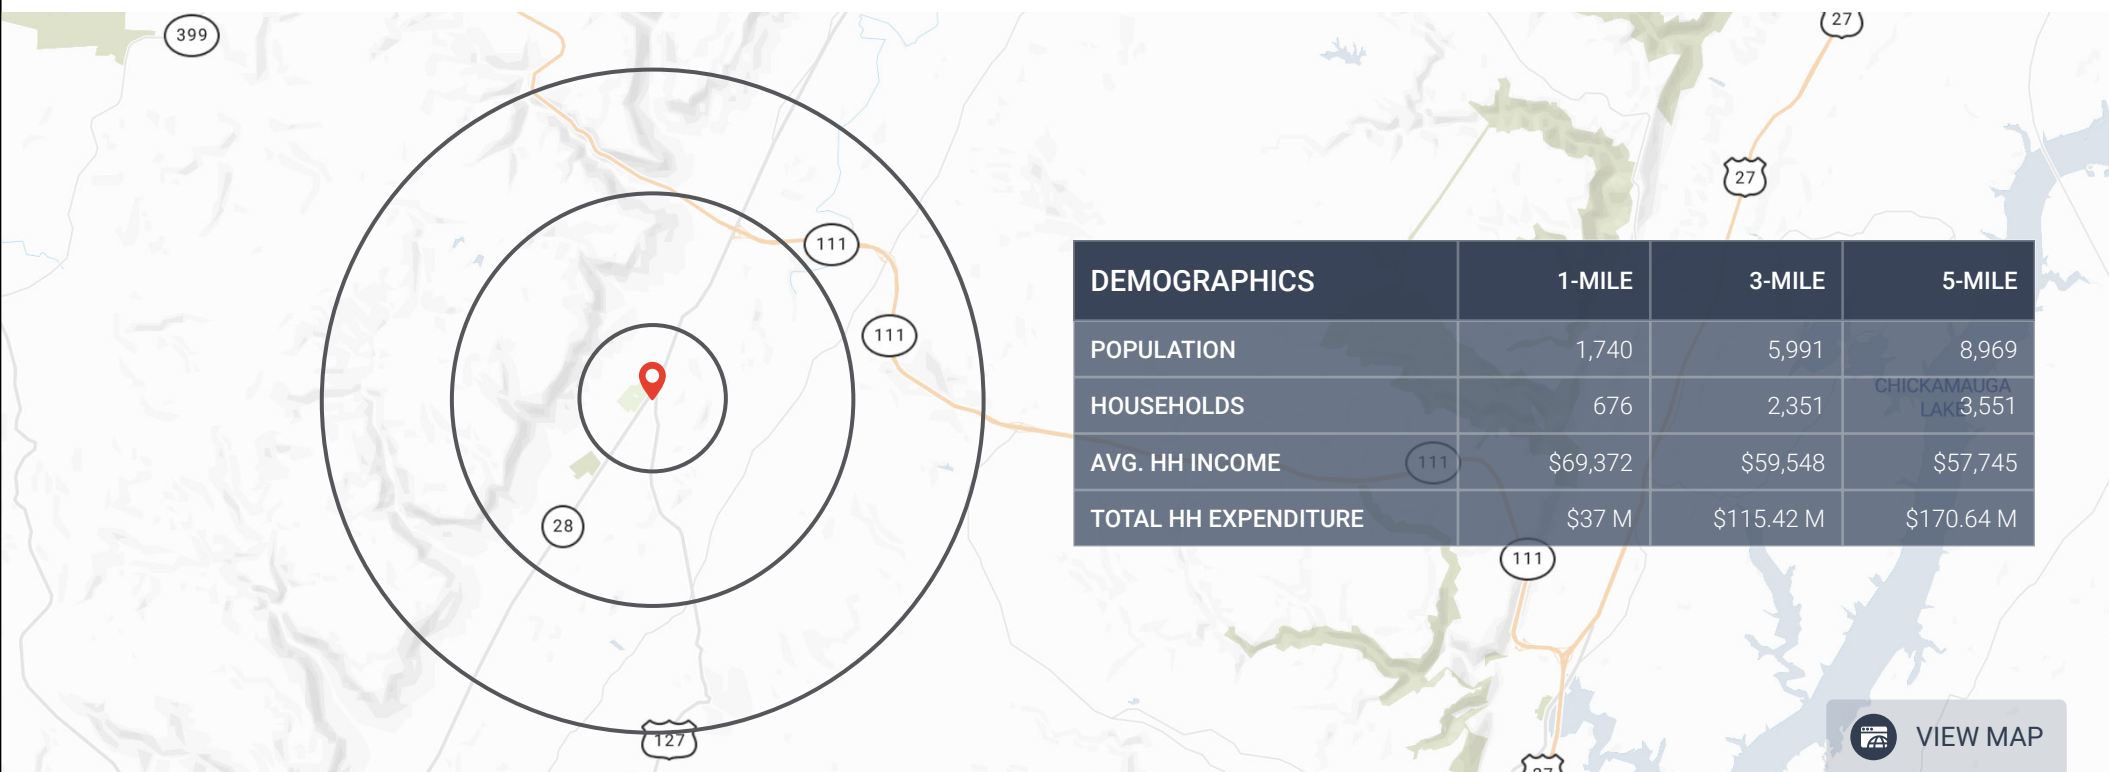 399
27
27
111
111
DEMOGRAPHICS 1-MILE 3-MILE 5-MILE
POPULATION 1,740 5,991 8,969
CHICKAMAUGA
LAKE
HOUSEHOLDS 676 2,351 3,551
AVG. HH INCOME $69,372 $59,548 $57,745
111
TOTAL HH EXPENDITURE $37 M $115.42 M $170.64 M
28
111
127
VIEW MAP
27